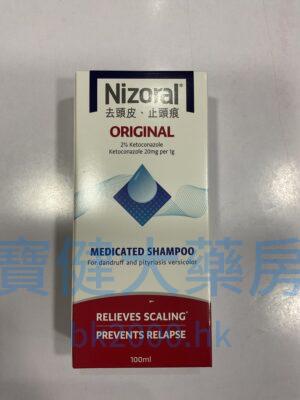 Nizoral®
去頭皮、止頭痕
ORIGINAL
2% Ketoconazole
Ketoconazole 20mg per 1g
MEDICATED SHAMPOO
For dandruff and pityriasis versicolor
寶健大藥房
RELIEVES SCALING*
bk2000.hk
PREVENTS RELAPSE
100ml